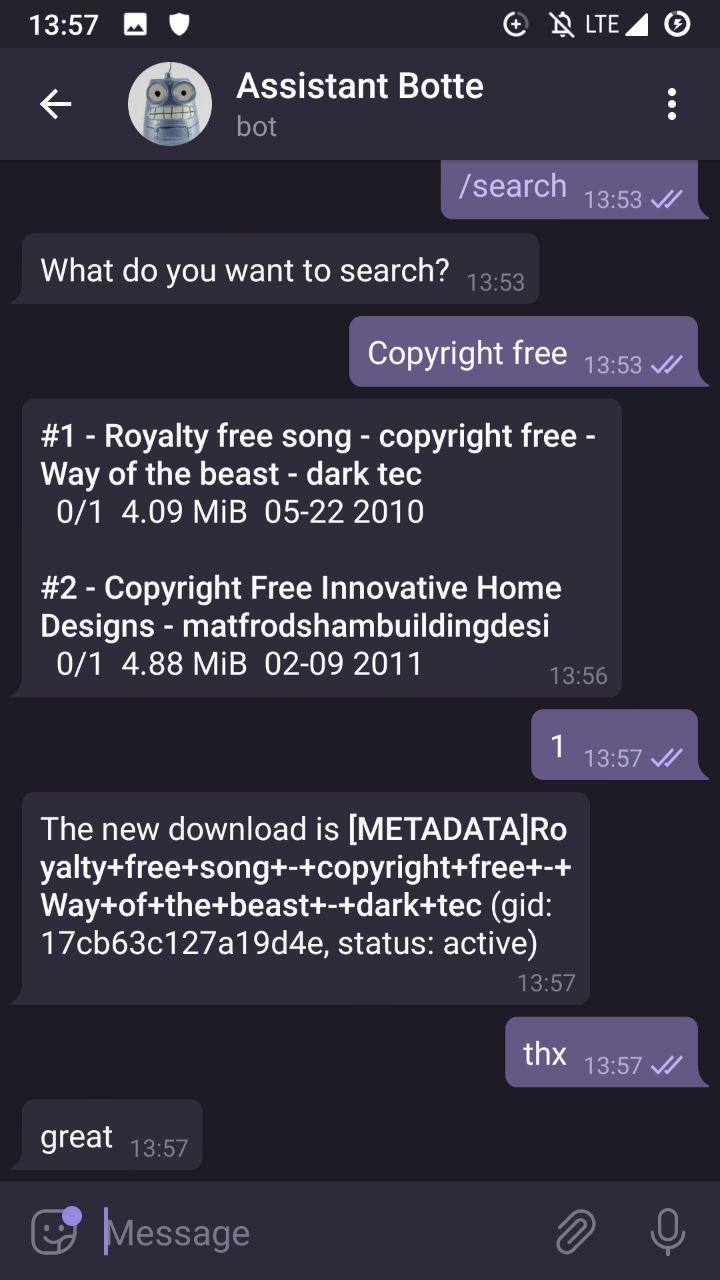 13:57 LTE
Assistant Botte
bot
/search 13:53
What do you want to search? 13:53
Copyright free 13:53
#1 - Royalty free song - copyright free -
Way of the beast - dark tec
0/1 4.09 MiB 05-22 2010
#2 - Copyright Free Innovative Home
Designs - matfrodshambuildingdesi
0/1 4.88 MiB 02-09 2011
13:56
1 13:57
The new download is [METADATA]Ro
yalty+free+song+-+copyright+free+-+
Way+of+the+beast+-+dark+tec (gid:
17cb63c127a19d4e, status: active)
13:57
thx 13:57
great 13:57
Message